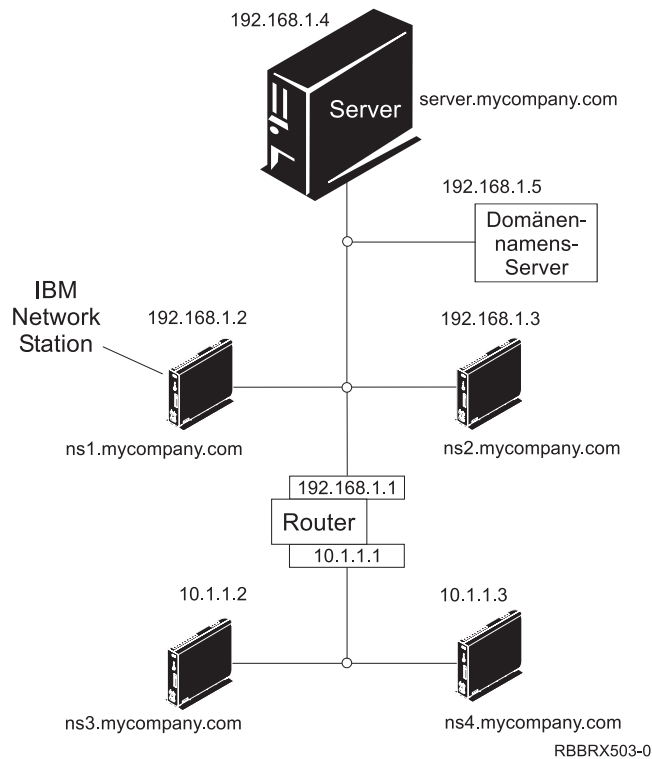 192.168.1.4
Server
server.mycompany.com
192.168.1.5
Domänen-
namens-
Server
IBM
Network
Station
192.168.1.2
192.168.1.3
ns1.mycompany.com
ns2.mycompany.com
192.168.1.1
Router
10.1.1.1
10.1.1.2
10.1.1.3
ns3.mycompany.com
ns4.mycompany.com
RBBRX503-0